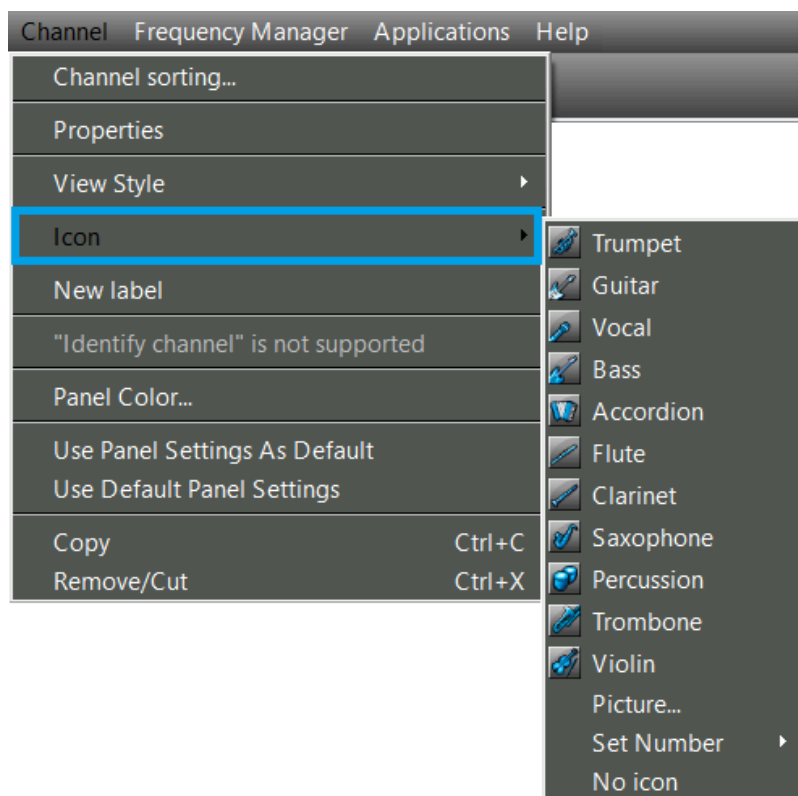 Channel Frequency Manager Applications Help
Channel sorting...
Properties
View Style
Icon
New label
"Identify channel" is not supported
Panel Color...
Use Panel Settings As Default
Use Default Panel Settings
Copy Ctrl+C
Remove/Cut Ctrl+X
Trumpet
Guitar
Vocal
Bass
Accordion
Flute
Clarinet
Saxophone
Percussion
Trombone
Violin
Picture...
Set Number
No icon